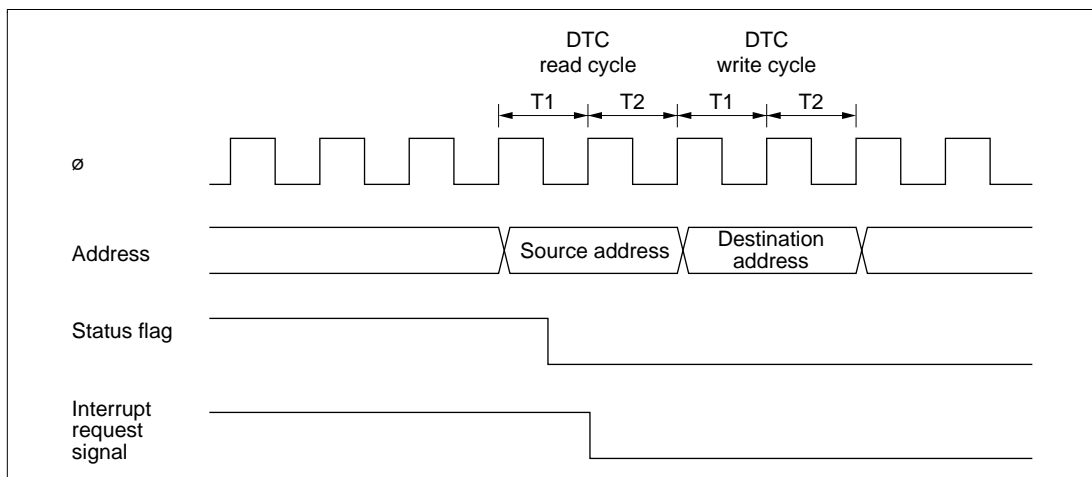 DTC
read cycle
DTC
write cycle
T1
T2
T1
T2
ø
Address
Source address
Destination
address
Status flag
Interrupt
request
signal